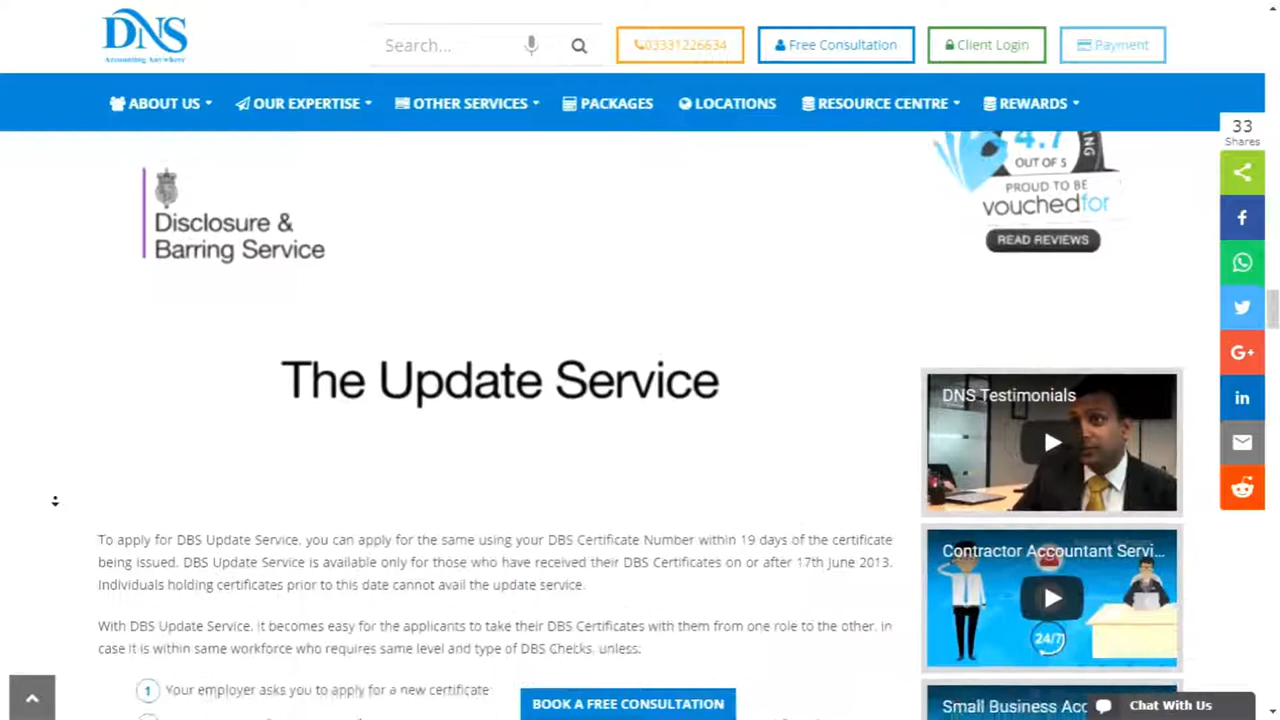 DNS
Accounting Anywhere
Search...
03331226634
Free Consultation
Client Login
Payment
ABOUT US
OUR EXPERTISE
OTHER SERVICES
PACKAGES
LOCATIONS
RESOURCE CENTRE
REWARDS
33
Shares
4.7
OUT OF 5
PROUD TO BE
vouchedfor
READ REVIEWS
Disclosure &
Barring Service
The Update Service
DNS Testimonials
Contractor Accountant Servi...
24/7
To apply for DBS Update Service, you can apply for the same using your DBS Certificate Number within 19 days of the certificate
being issued. DBS Update Service is available only for those who have received their DBS Certificates on or after 17th June 2013.
Individuals holding certificates prior to this date cannot avail the update service.
With DBS Update Service, it becomes easy for the applicants to take their DBS Certificates with them from one role to the other, in
case it is within same workforce who requires same level and type of DBS Checks, unless:
1 Your employer asks you to apply for a new certificate
BOOK A FREE CONSULTATION
Small Business Acc
Chat With Us
f
G+
in